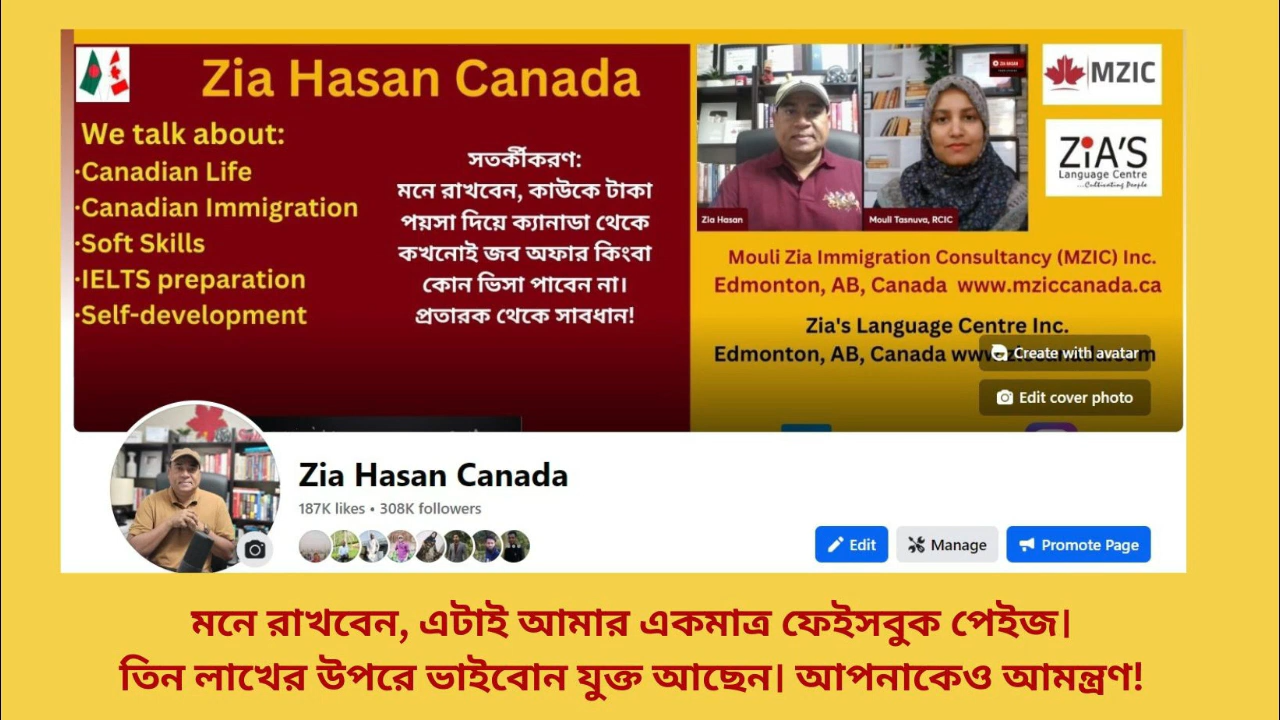 Zia Hasan Canada
We talk about:
·Canadian Life
·Canadian Immigration
·Soft Skills
·IELTS preparation
·Self-development
সতর্কীকরণ:
মনে রাখবেন, কাউকে টাকা
পয়সা দিয়ে ক্যানাডা থেকে
কখনোই জব অফার কিংবা
কোন ভিসা পাবেন না।
প্রতারক থেকে সাবধান!
Zia Hasan
Mouli Tasnuva, RCIC
MZIC
ZiA'S
Language Centre
...Cultivating People
Mouli Zia Immigration Consultancy (MZIC) Inc.
Edmonton, AB, Canada www.mziccanada.ca
Zia's Language Centre Inc.
Edmonton, AB, Canada
Create with avatar
Edit cover photo
Zia Hasan Canada
187K likes • 308K followers
Edit
Manage
Promote Page
মনে রাখবেন, এটাই আমার একমাত্র ফেইসবুক পেইজ।
তিন লাখের উপরে ভাইবোন যুক্ত আছেন। আপনাকেও আমন্ত্রণ!